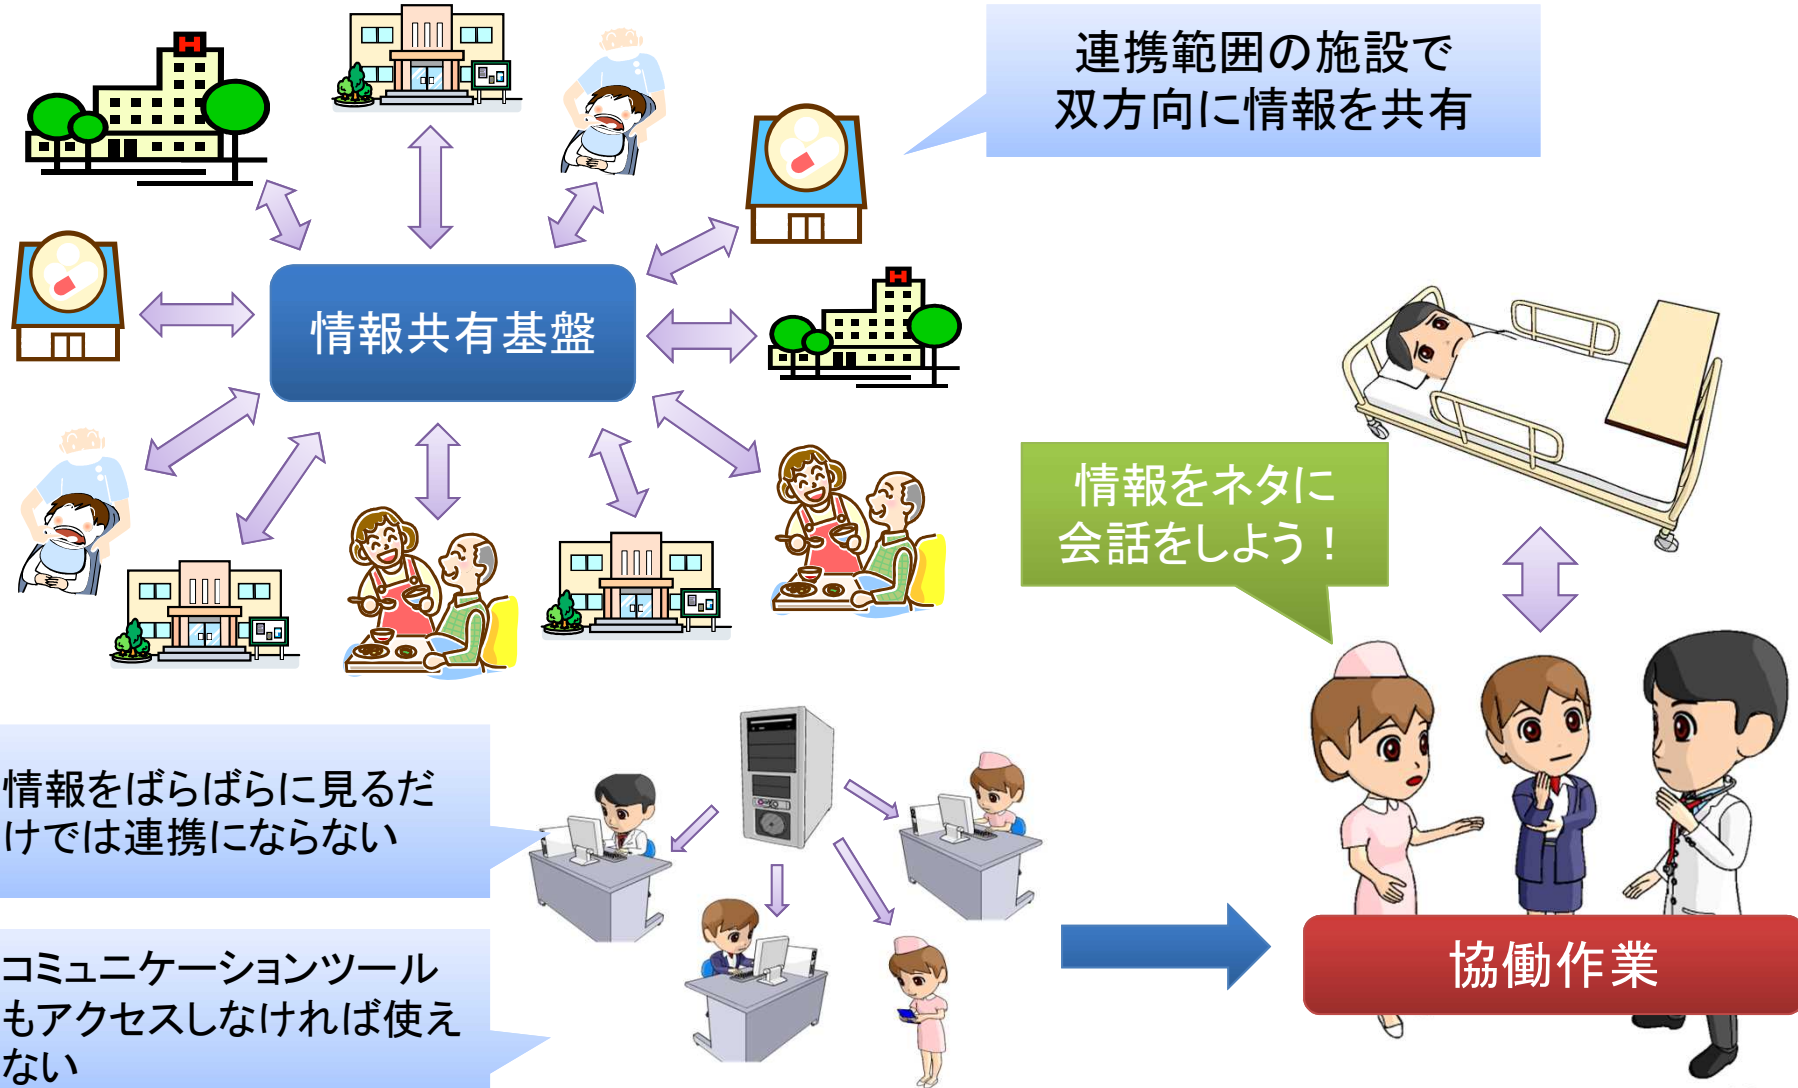 連携範囲の施設で
双方向に情報を共有
H
H
情報共有基盤
情報をネタに
会話をしよう！
情報をばらばらに見るだ
けでは連携にならない
コミュニケーションツール
もアクセスしなければ使え
ない
協働作業